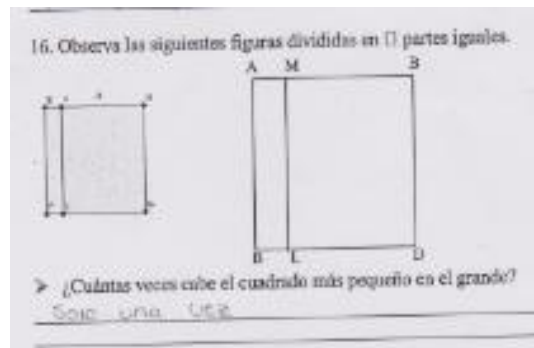 16. Observa las siguientes figuras divididas en □ partes iguales.
A M B
B L D
➢ ¿Cuántas veces cabe el cuadrado más pequeño en el grande?
Solo una vez